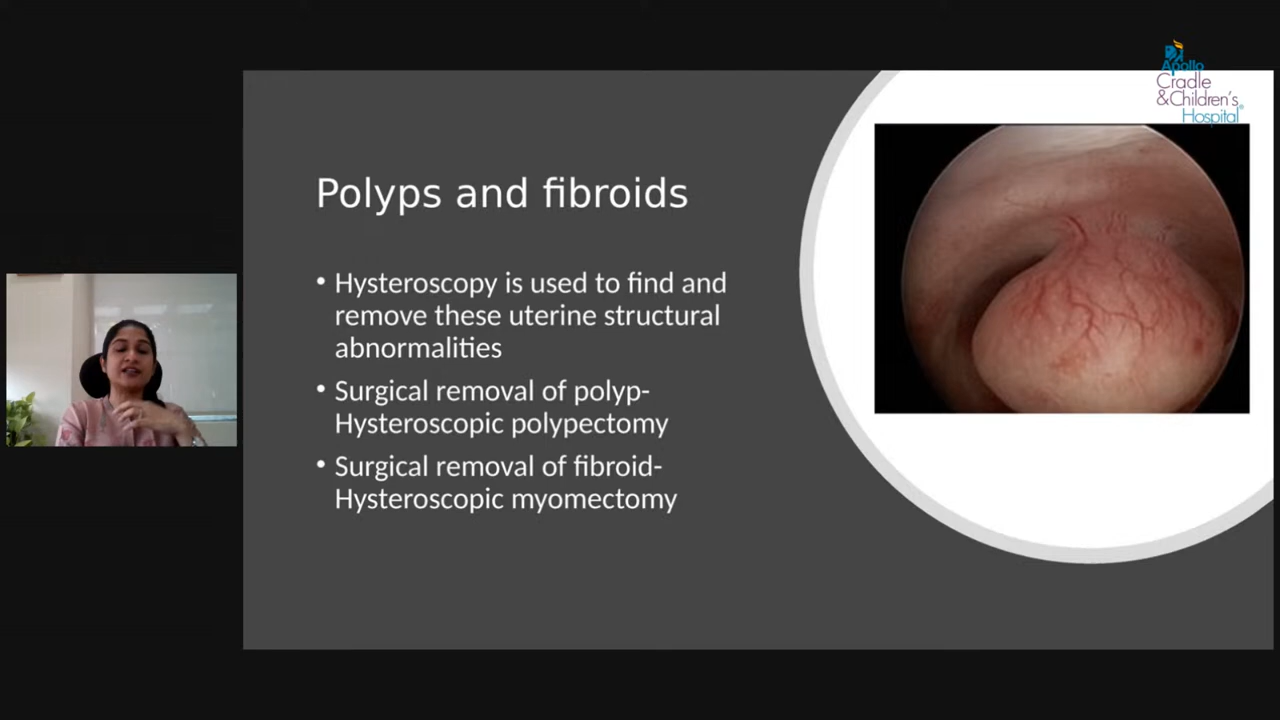 Apollo
Cradle
&Children's
Hospital®
Polyps and fibroids
• Hysteroscopy is used to find and
remove these uterine structural
abnormalities
• Surgical removal of polyp-
Hysteroscopic polypectomy
• Surgical removal of fibroid-
Hysteroscopic myomectomy